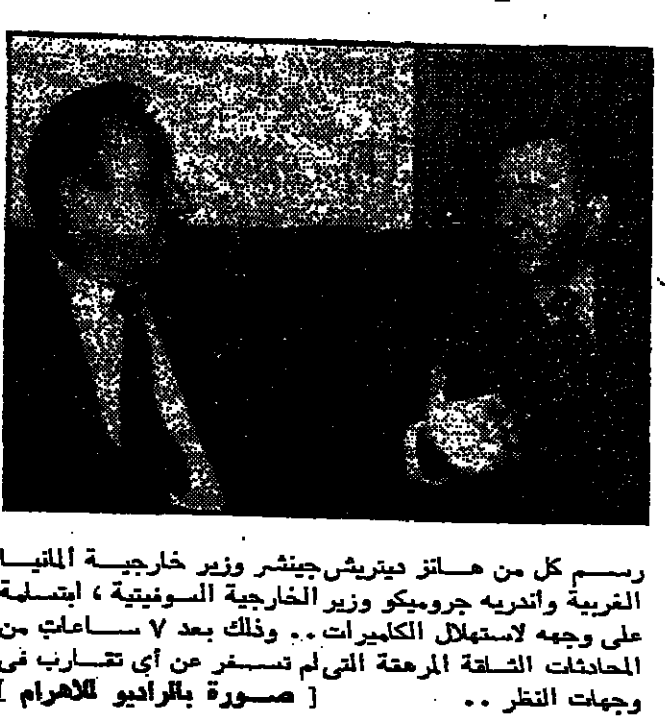 رسم كل من هانز ديتريش جينشر وزير خارجية ألمانيا
الغربية وأندريه جروميكو وزير الخارجية السوفيتية ، ابتسامة
على وجهه لاستهلال الكاميرات .. وذلك بعد ٧ ساعات من
المحادثات الشاقة المرهقة التي لم تسفر عن أي تقارب في
وجهات النظر .. [ صورة بالراديو للاهرام ]